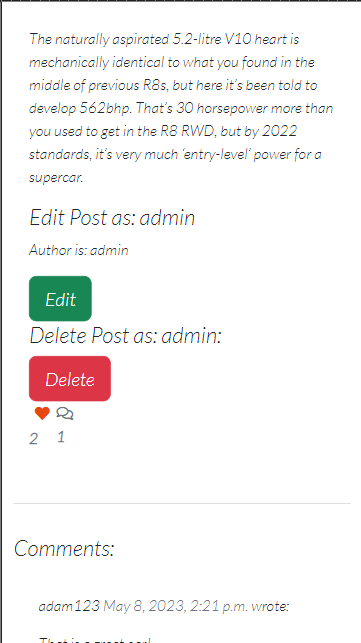 The naturally aspirated 5.2-litre V10 heart is
mechanically identical to what you found in the
middle of previous R8s, but here it's been told to
develop 562bhp. That's 30 horsepower more than
you used to get in the R8 RWD, but by 2022
standards, it's very much 'entry-level' power for a
supercar.
Edit Post as: admin
Author is: admin
Edit
Delete Post as: admin:
Delete
2 1
Comments:
adam123 May 8, 2023, 2:21 p.m. wrote:
That is a great car!